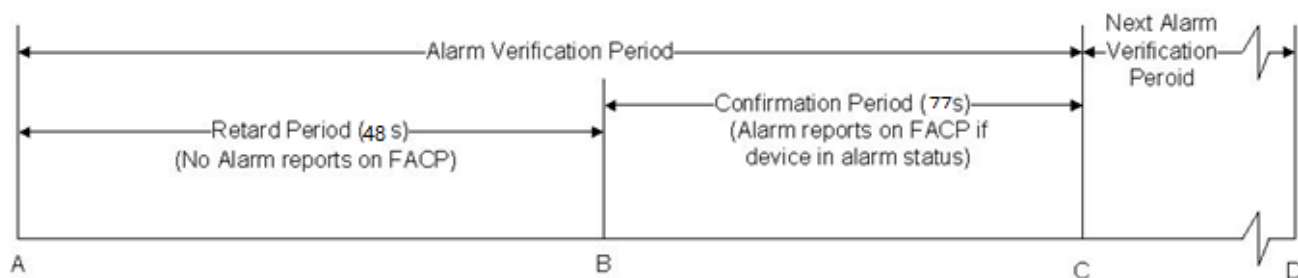 Alarm Verification Period
Next Alarm
Verification
Peroid
Retard Period (48 s)
(No Alarm reports on FACP)
Confirmation Period (77s)
(Alarm reports on FACP if
device in alarm status)
A
B
C
D